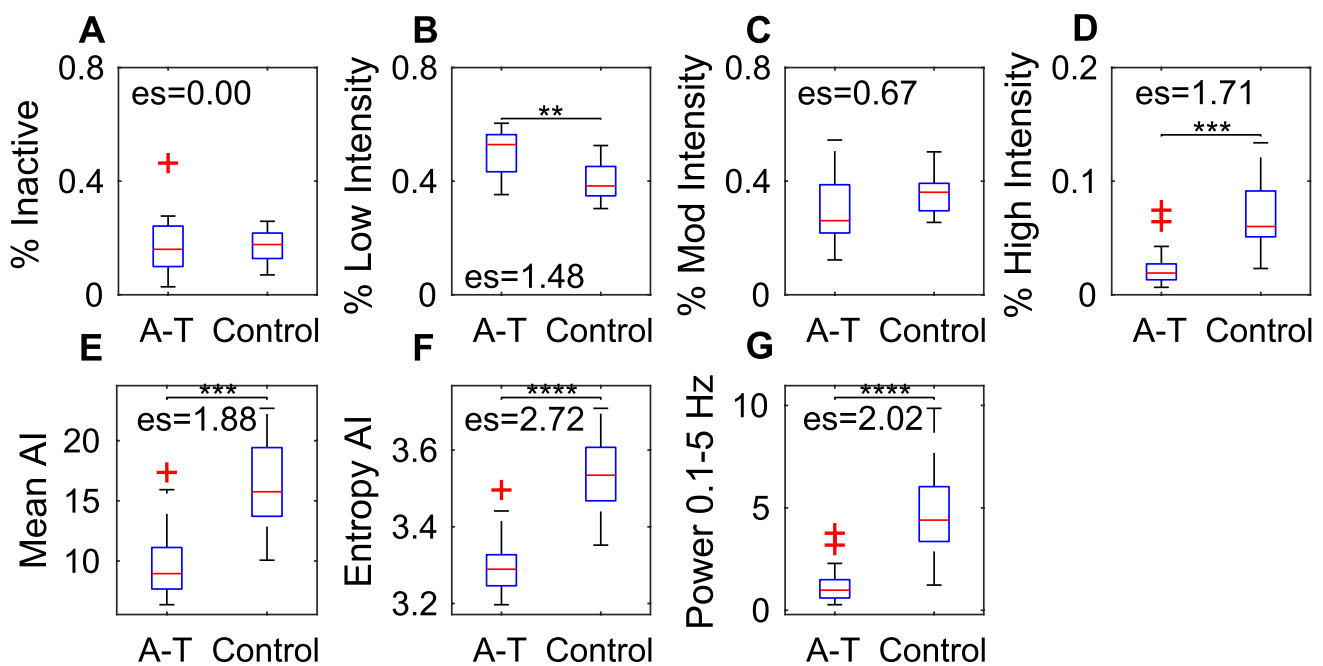 A
% Inactive
0.8
0.4
0
es=0.00
A-T Control
B
% Low Intensity
0.8
0.4
0
**
es=1.48
A-T Control
C
% Mod Intensity
0.8
0.4
0
es=0.67
A-T Control
D
% High Intensity
0.2
0.1
0
es=1.71
***
A-T Control
E
Mean AI
20
15
10
***
es=1.88
A-T Control
F
Entropy AI
3.6
3.4
3.2
****
es=2.72
A-T Control
G
Power 0.1-5 Hz
10
5
0
****
es=2.02
A-T Control